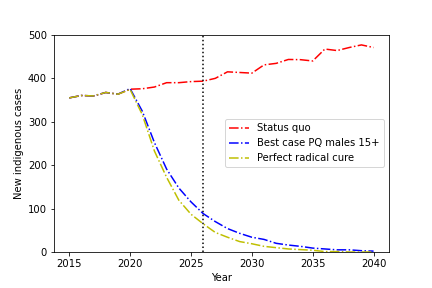 500
400
300
200
100
0
New indigenous cases
Status quo
Best case PQ males 15+
Perfect radical cure
2015 2020 2025 2030 2035 2040
Year